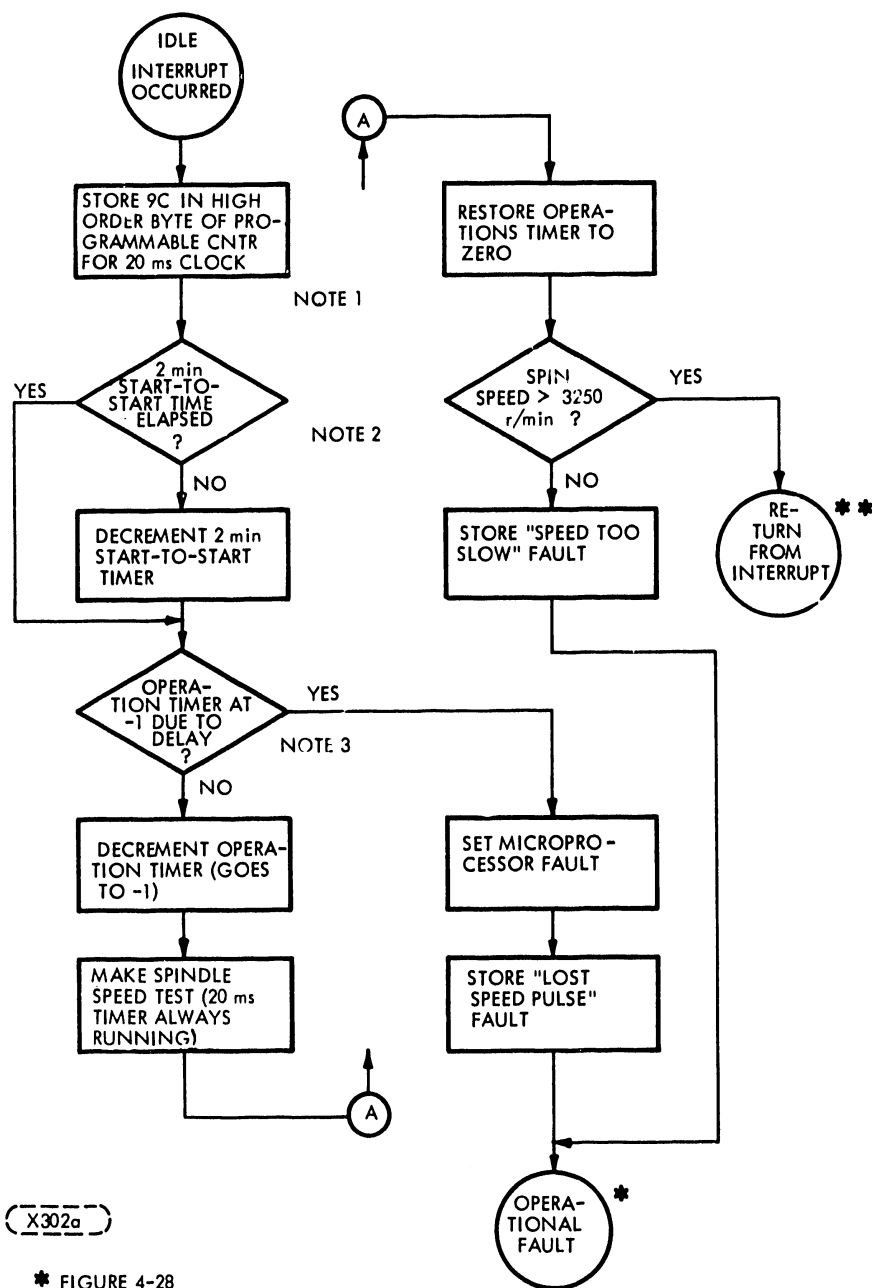 IDLE
INTERRUPT
OCCURRED
STORE 9C IN HIGH
ORDER BYTE OF PRO-
GRAMMABLE CNTR
FOR 20 ms CLOCK
NOTE 1
2 min
START-TO-
START TIME
ELAPSED
?
YES
NOTE 2
NO
DECREMENT 2 min
START-TO-START
TIMER
OPERA-
TION TIMER AT
-1 DUE TO
DELAY
?
YES
NOTE 3
NO
DECREMENT OPERA-
TION TIMER (GOES
TO -1)
MAKE SPINDLE
SPEED TEST (20 ms
TIMER ALWAYS
RUNNING)
A
A
RESTORE OPERA-
TIONS TIMER TO
ZERO
SPIN
SPEED > 3250
r/min ?
YES
NO
RE-
TURN
FROM
INTERRUPT
**
STORE "SPEED TOO
SLOW" FAULT
SET MICROPRO-
CESSOR FAULT
STORE "LOST
SPEED PULSE"
FAULT
OPERA-
TIONAL
FAULT
*
X302a
* FIGURE 4-28